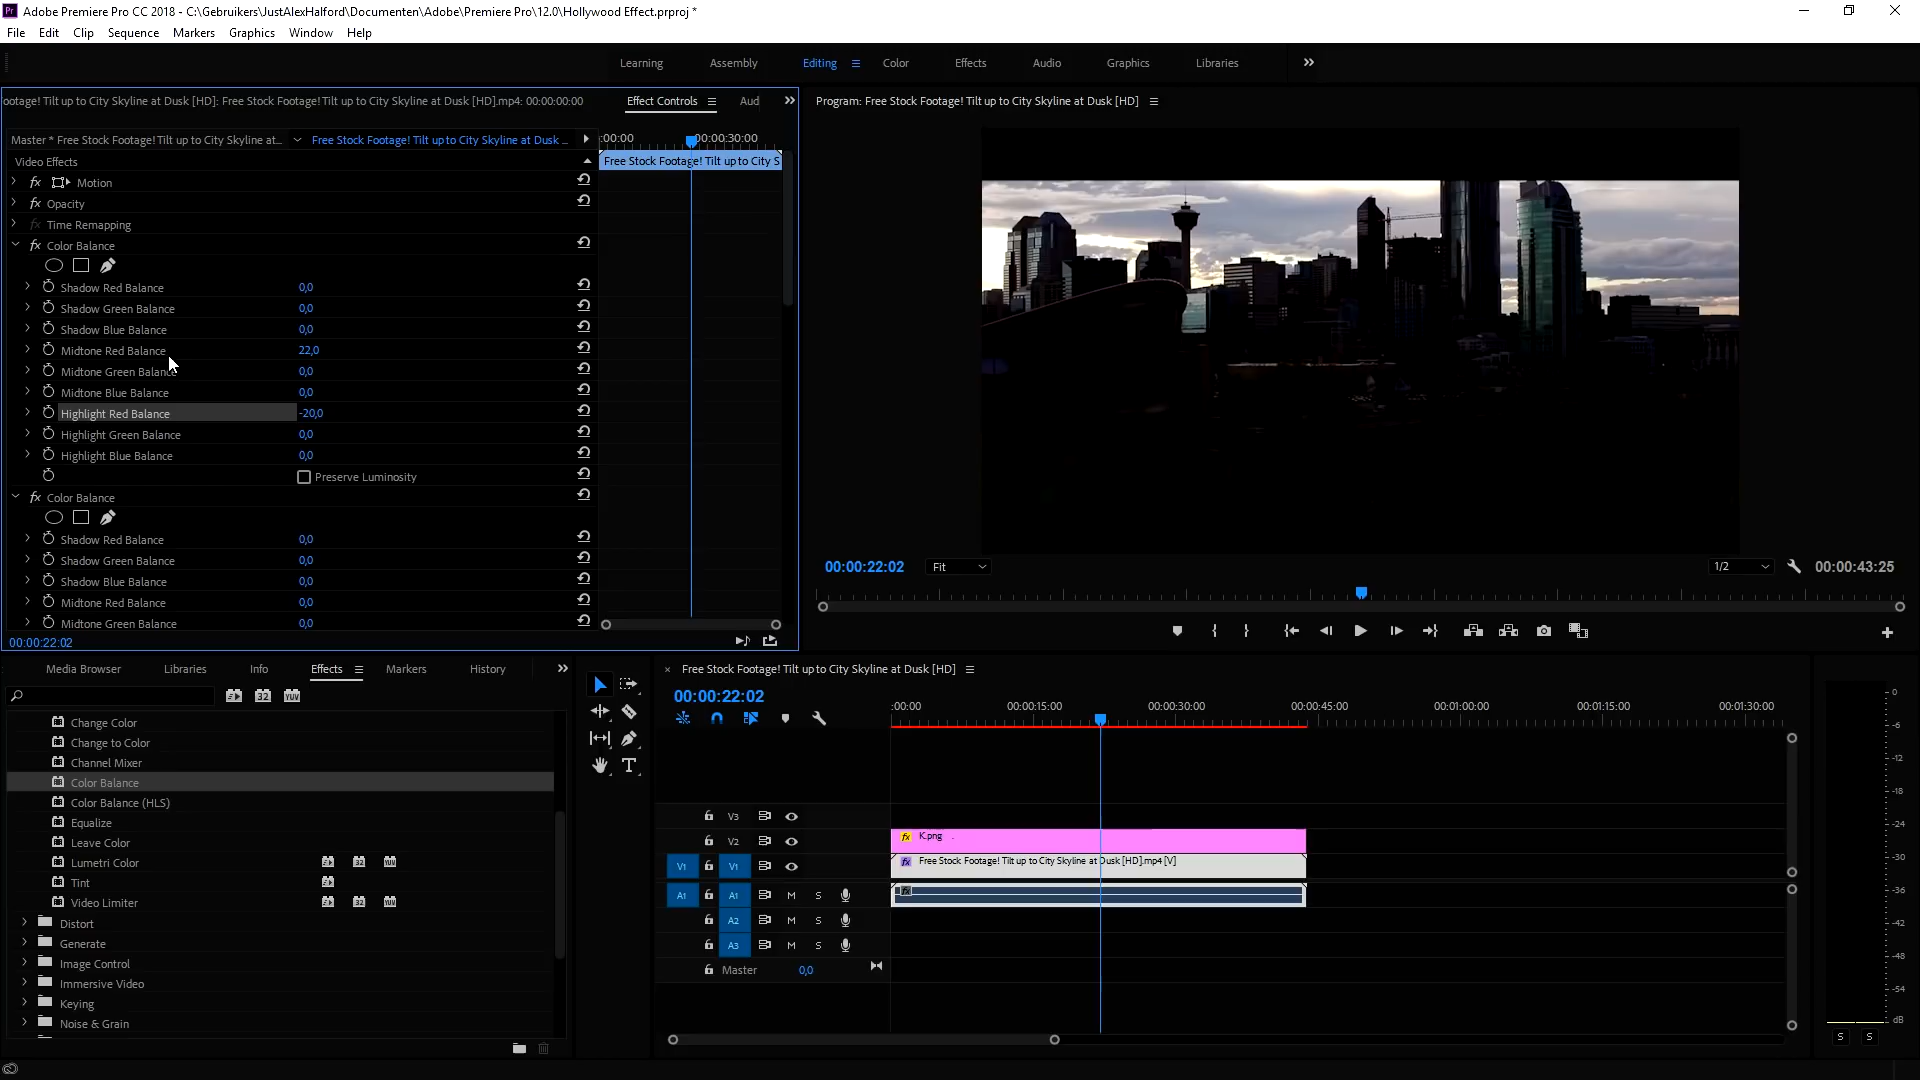 Adobe Premiere Pro CC 2018 - C:\Gebruikers\JustAlexHalford\Documenten\Adobe\Premiere Pro\12.0\Hollywood Effect.prproj *
File Edit Clip Sequence Markers Graphics Window Help
Learning Assembly Editing Color Effects Audio Graphics Libraries
ootage! Tilt up to City Skyline at Dusk [HD]: Free Stock Footage! Tilt up to City Skyline at Dusk [HD].mp4: 00:00:00:00 Effect Controls Aud
Program: Free Stock Footage! Tilt up to City Skyline at Dusk [HD]
Master * Free Stock Footage! Tilt up to City Skyline at... Free Stock Footage! Tilt up to City Skyline at Dusk ... :00:00 00:00:30:00
Video Effects Free Stock Footage! Tilt up to City S
fx Motion
fx Opacity
fx Time Remapping
fx Color Balance
Shadow Red Balance 0,0
Shadow Green Balance 0,0
Shadow Blue Balance 0,0
Midtone Red Balance 22,0
Midtone Green Balance 0,0
Midtone Blue Balance 0,0
Highlight Red Balance -20,0
Highlight Green Balance 0,0
Highlight Blue Balance 0,0
Preserve Luminosity
fx Color Balance
Shadow Red Balance 0,0
Shadow Green Balance 0,0
Shadow Blue Balance 0,0
Midtone Red Balance 0,0
Midtone Green Balance 0,0
00:00:22:02
00:00:22:02 Fit 1/2 00:00:43:25
Media Browser Libraries Info Effects Markers History
32 YUV
Change Color
Change to Color
Channel Mixer
Color Balance
Color Balance (HLS)
Equalize
Leave Color
Lumetri Color
Tint
Video Limiter
Distort
Generate
Image Control
Immersive Video
Keying
Noise & Grain
× Free Stock Footage! Tilt up to City Skyline at Dusk [HD]
00:00:22:02
:00:00 00:00:15:00 00:00:30:00 00:00:45:00 00:01:00:00 00:01:15:00 00:01:30:00
T
V3
V2 fx K.png
V1 V1 fx Free Stock Footage! Tilt up to City Skyline at Dusk [HD].mp4 [V]
A1 A1 M S fx
A2 M S
A3 M S
Master 0,0
0
-6
-12
-18
-24
-30
-36
-42
-48
-54
dB
S S